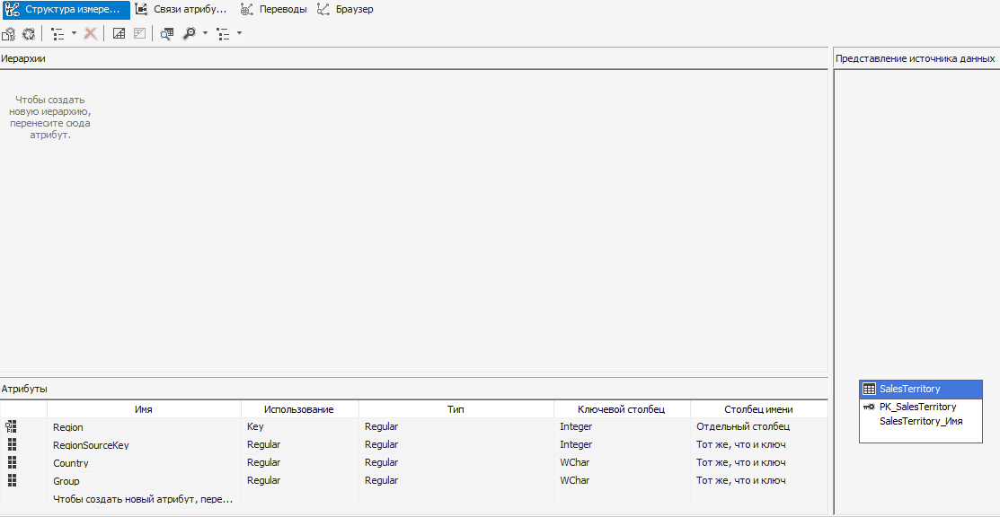 Структура измере... Связи атрибу... Переводы Браузер
Иерархии
Чтобы создать
новую иерархию,
перенесите сюда
атрибут.
Атрибуты
Имя Использование Тип Ключевой столбец Столбец имени
Region Key Regular Integer Отдельный столбец
RegionSourceKey Regular Regular Integer Тот же, что и ключ
Country Regular Regular WChar Тот же, что и ключ
Group Regular Regular WChar Тот же, что и ключ
Чтобы создать новый атрибут, пере...
Представление источника данных
SalesTerritory
PK_SalesTerritory
SalesTerritory_Имя